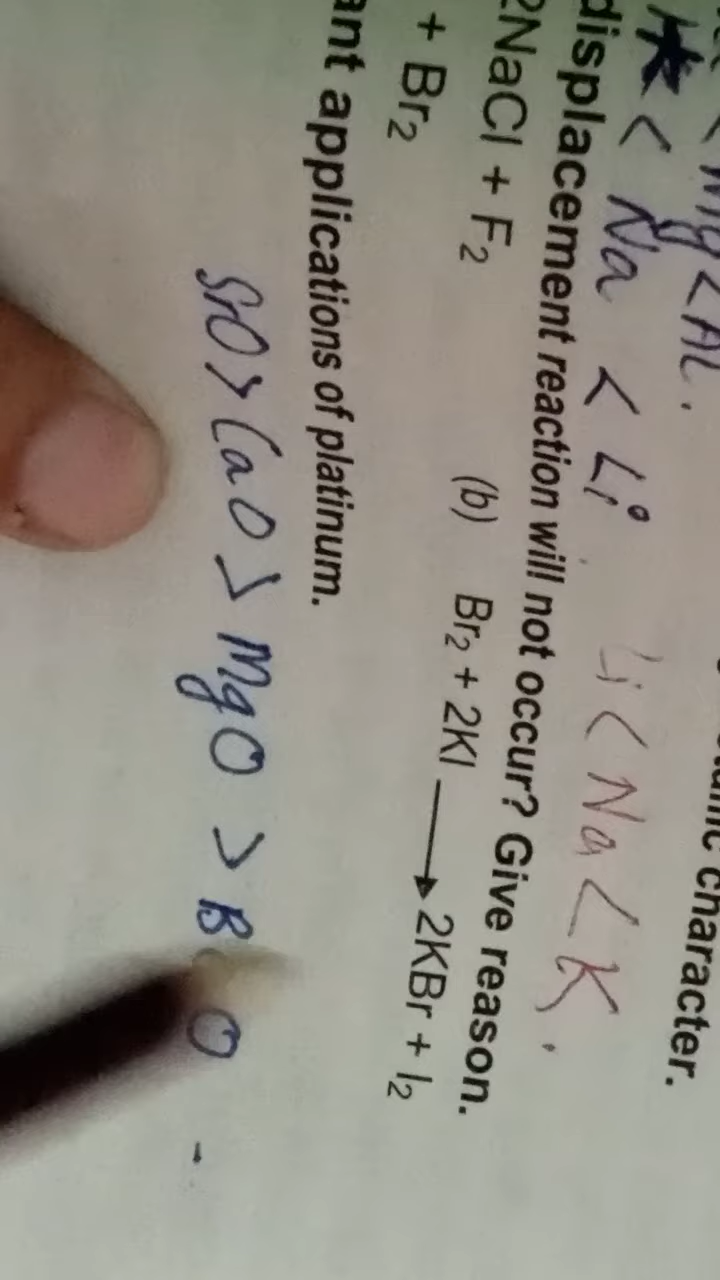 < Mg < Al.
character.
< Na < Li Li < Na < K.
displacement reaction will not occur? Give reason.
2NaCl + F₂ (b) Br₂ + 2KI ⟶ 2KBr + I₂
+ Br₂
applications of platinum.
SrO > CaO > MgO > B O -